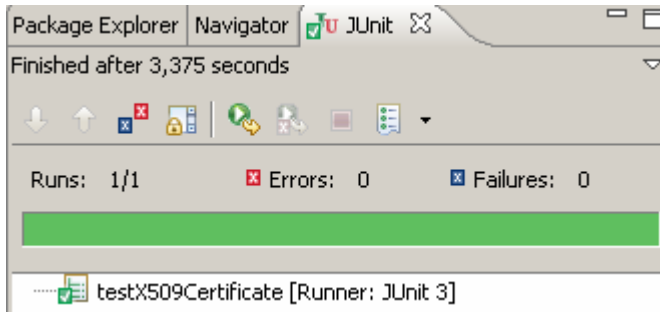 Package Explorer Navigator JU JUnit
Finished after 3,375 seconds
Runs: 1/1 Errors: 0 Failures: 0
testX509Certificate [Runner: JUnit 3]